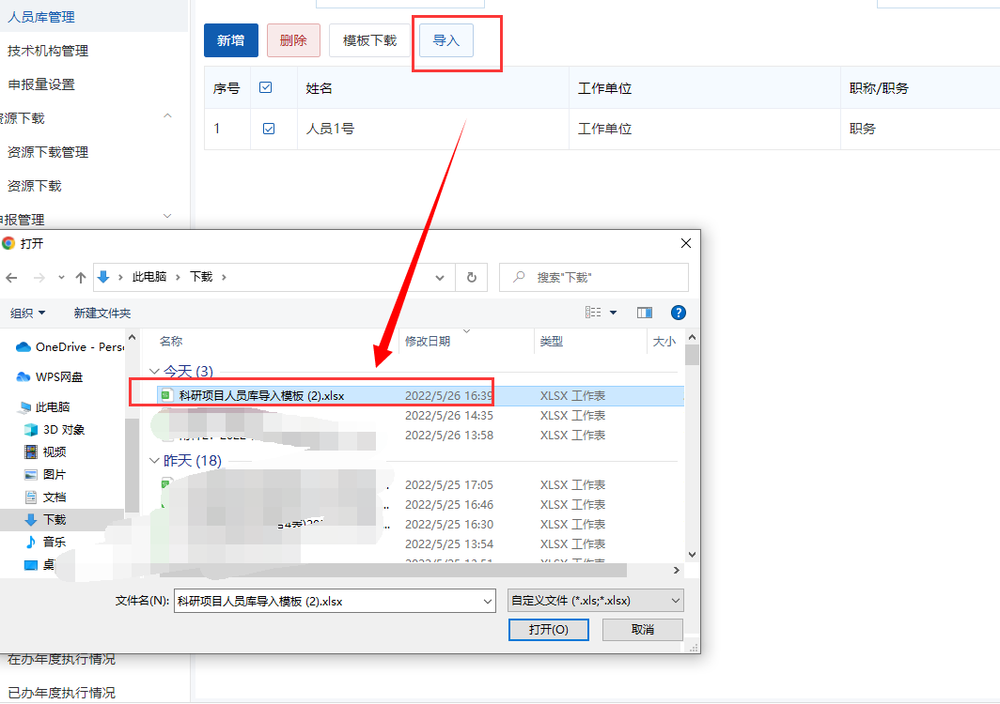 人员库管理
技术机构管理
申报量设置
资源下载
资源下载管理
资源下载
申报管理
新增 删除 模板下载 导入
序号 姓名 工作单位 职称/职务
1 人员1号 工作单位 职务
打开
此电脑 › 下载 ›
搜索"下载"
组织 新建文件夹
OneDrive - Pers
WPS网盘
此电脑
3D 对象
视频
图片
文档
下载
音乐
名称 修改日期 类型 大小
今天 (3)
科研项目人员库导入模板 (2).xlsx 2022/5/26 16:39 XLSX 工作表
2022/5/26 14:35 XLSX 工作表
2022/5/26 13:58 XLSX 工作表
昨天 (18)
2022/5/25 17:05 XLSX 工作表
2022/5/25 16:46 XLSX 工作表
2022/5/25 16:30 XLSX 工作表
2022/5/25 13:54 XLSX 工作表
文件名(N): 科研项目人员库导入模板 (2).xlsx 自定义文件 (*.xls;*.xlsx)
打开(O) 取消
在办年度执行情况
已办年度执行情况